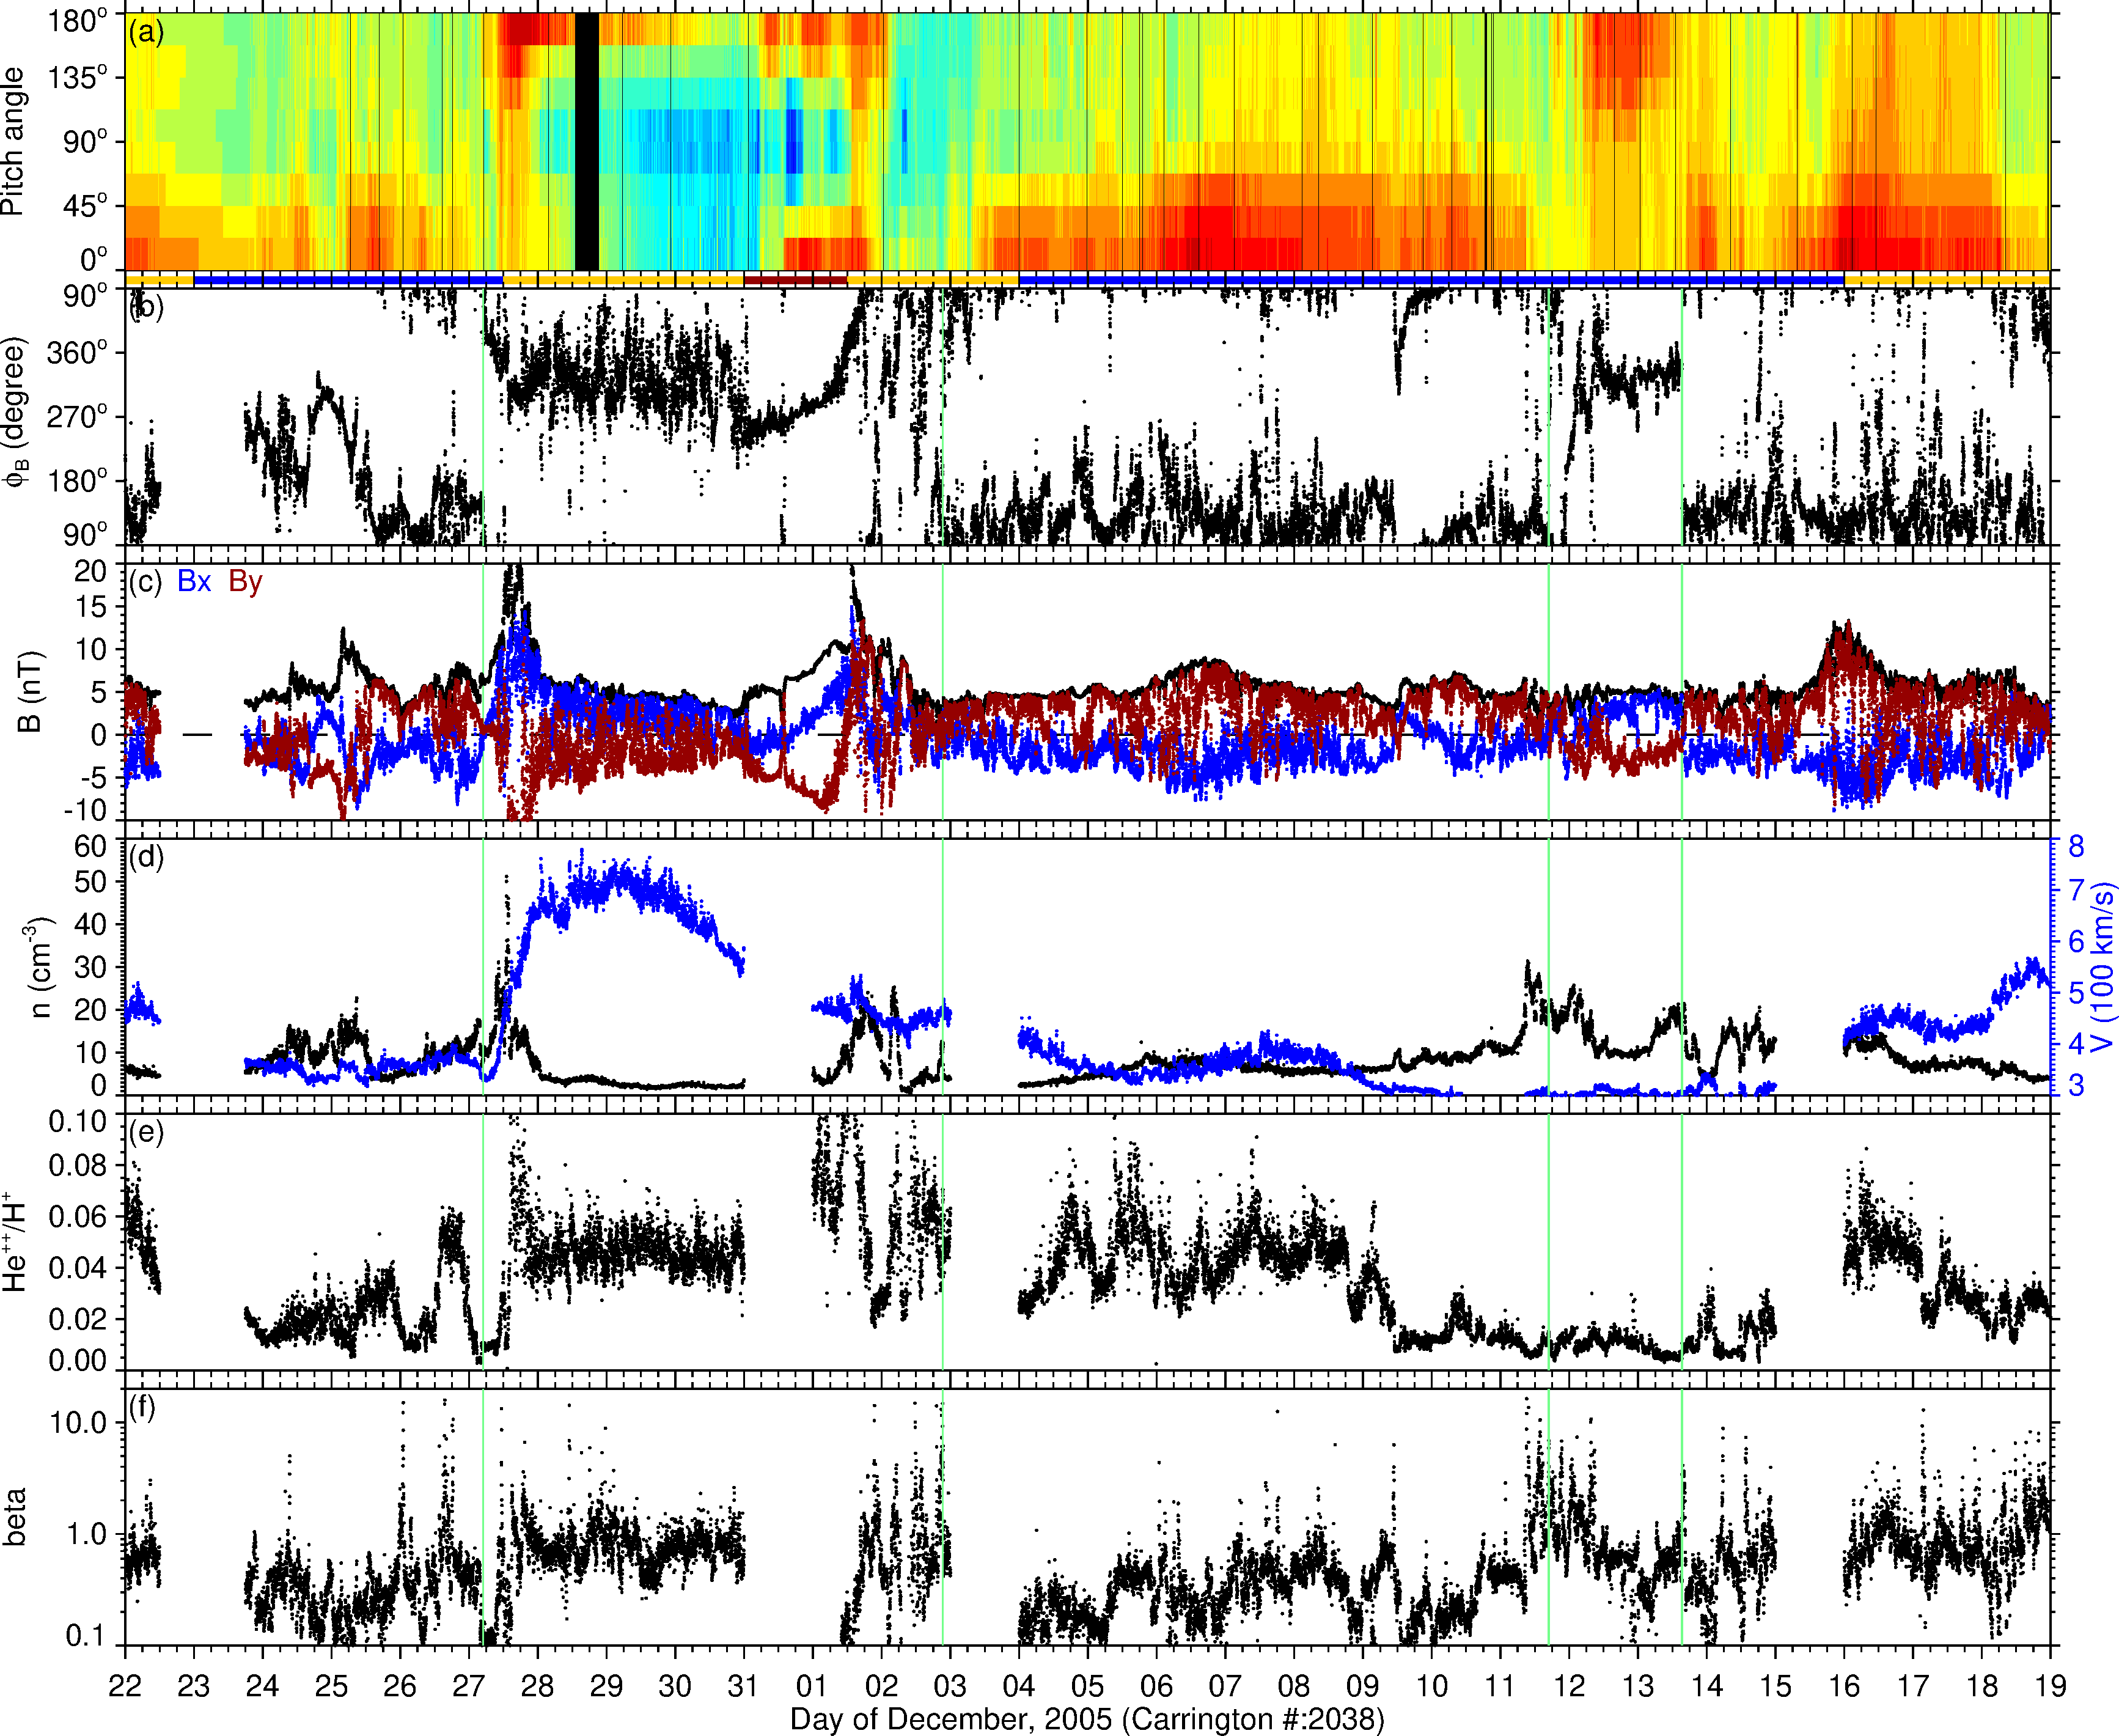 (a)
Pitch angle
180°
135°
90°
45°
0°
(b)
ϕB (degree)
90°
360°
270°
180°
90°
(c) Bx By
B (nT)
20
15
10
5
0
-5
-10
(d)
n (cm-3)
60
50
40
30
20
10
0
V (100 km/s)
8
7
6
5
4
3
(e)
He++/H+
0.10
0.08
0.06
0.04
0.02
0.00
(f)
beta
10.0
1.0
0.1
22 23 24 25 26 27 28 29 30 31 01 02 03 04 05 06 07 09 10 11 12 13 14 15 16 17 18 19
Day of December, 2005 (Carrington #:2038)